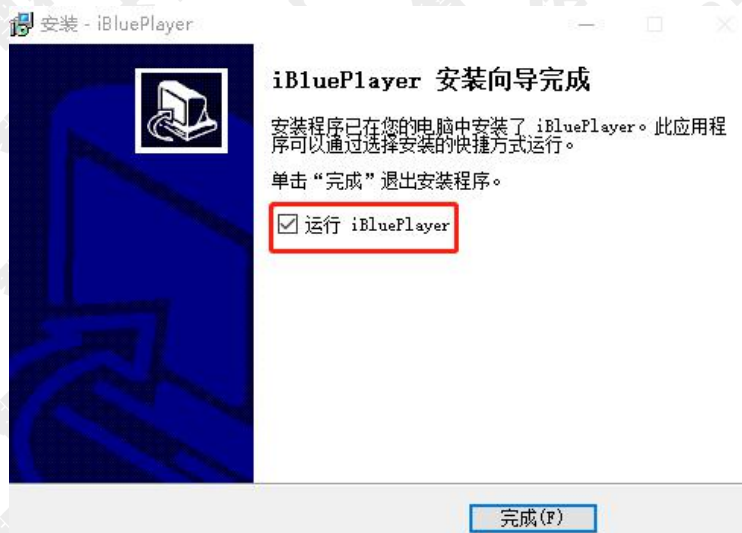 安装 - iBluePlayer
iBluePlayer 安装向导完成
安装程序已在您的电脑中安装了 iBluePlayer。此应用程
序可以通过选择安装的快捷方式运行。
单击“完成”退出安装程序。
运行 iBluePlayer
完成(F)